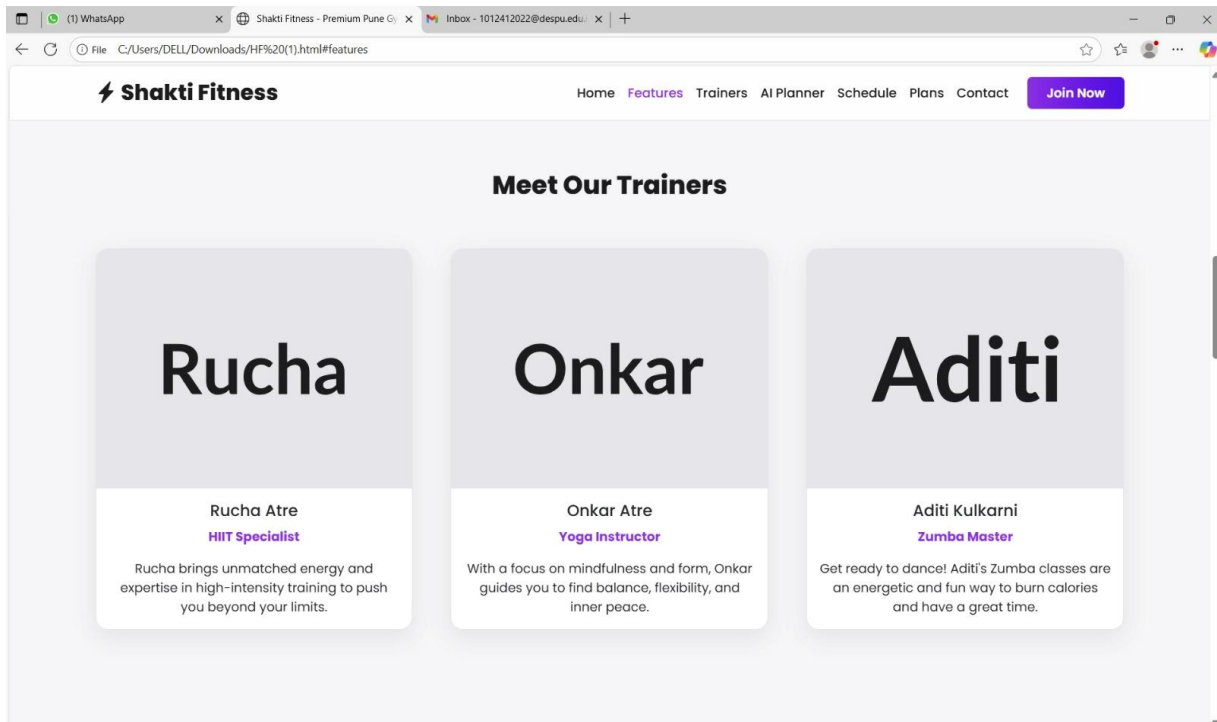 (1) WhatsApp
Shakti Fitness - Premium Pune Gy
Inbox - 1012412022@despu.edu.
File C:/Users/DELL/Downloads/HF%20(1).html#features
Shakti Fitness
Home Features Trainers AI Planner Schedule Plans Contact Join Now
Meet Our Trainers
Rucha
Onkar
Aditi
Rucha Atre
HIIT Specialist
Rucha brings unmatched energy and
expertise in high-intensity training to push
you beyond your limits.
Onkar Atre
Yoga Instructor
With a focus on mindfulness and form, Onkar
guides you to find balance, flexibility, and
inner peace.
Aditi Kulkarni
Zumba Master
Get ready to dance! Aditi's Zumba classes are
an energetic and fun way to burn calories
and have a great time.